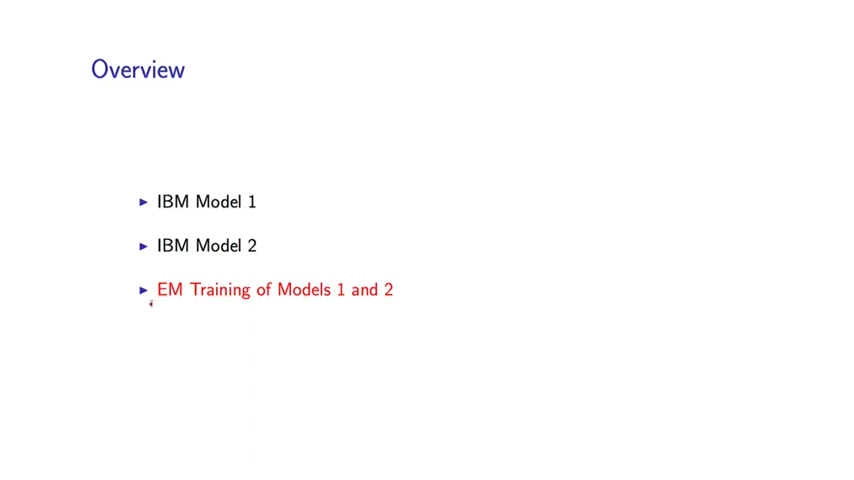 Overview
IBM Model 1
IBM Model 2
EM Training of Models 1 and 2